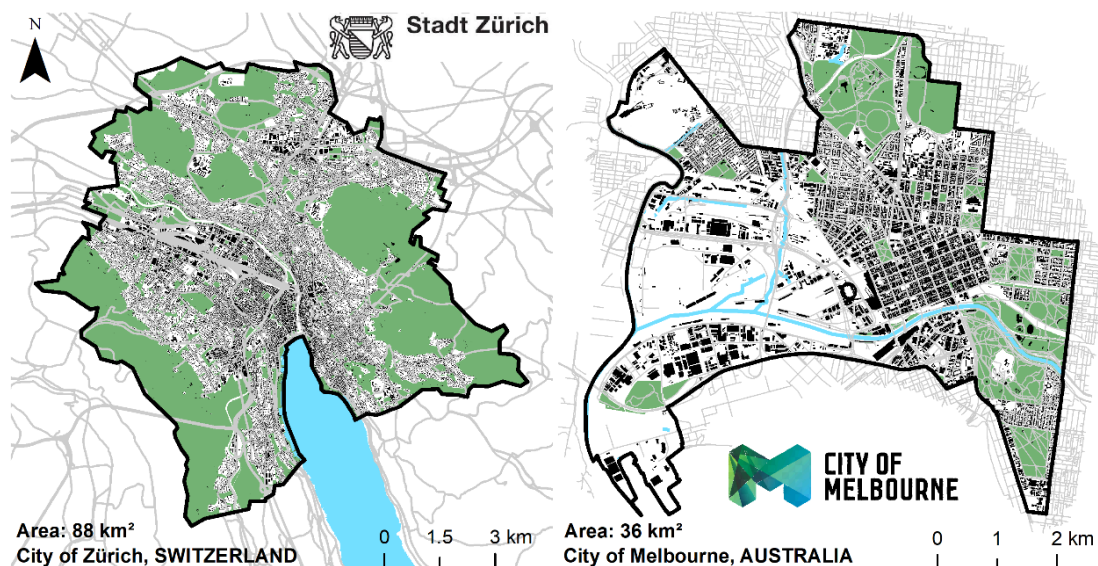 N
Stadt Zürich
Area: 88 km²
City of Zürich, SWITZERLAND
0 1.5 3 km
CITY OF
MELBOURNE
Area: 36 km²
City of Melbourne, AUSTRALIA
0 1 2 km